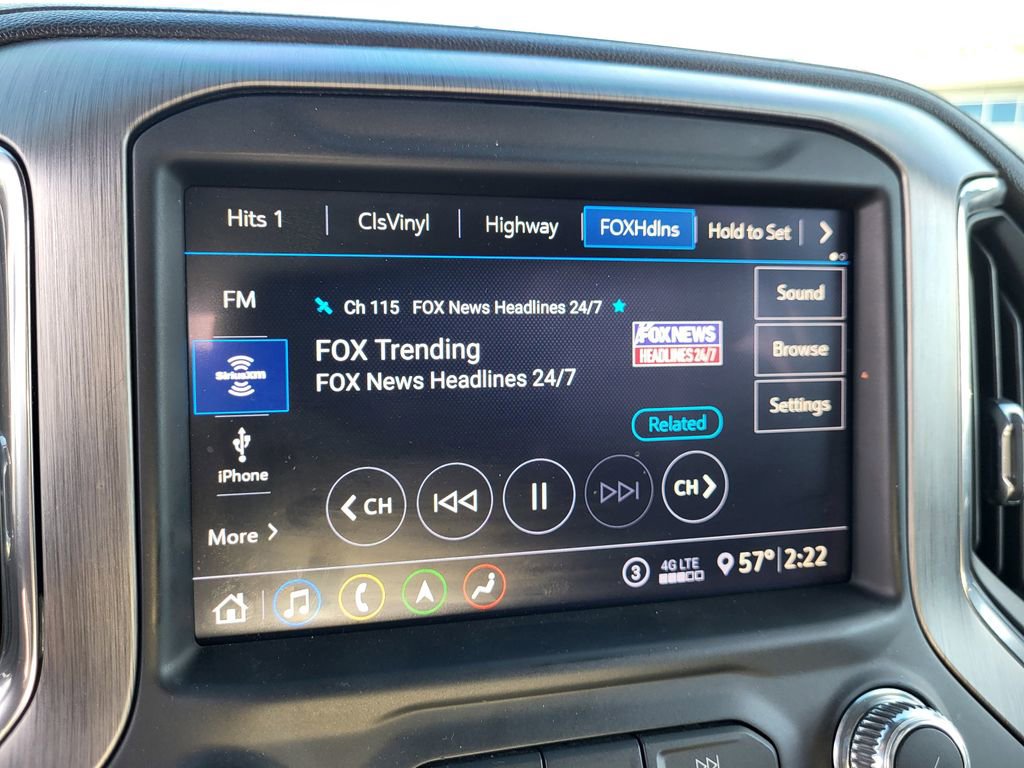 Hits 1
ClsVinyl
Highway
FOXHdlns
Hold to Set
FM
Ch 115 FOX News Headlines 24/7
Sound
FOX NEWS
HEADLINES 24/7
FOX Trending
Browse
SiriusXM
FOX News Headlines 24/7
Settings
Related
iPhone
CH
CH
More
3
4G LTE
57° 2:22